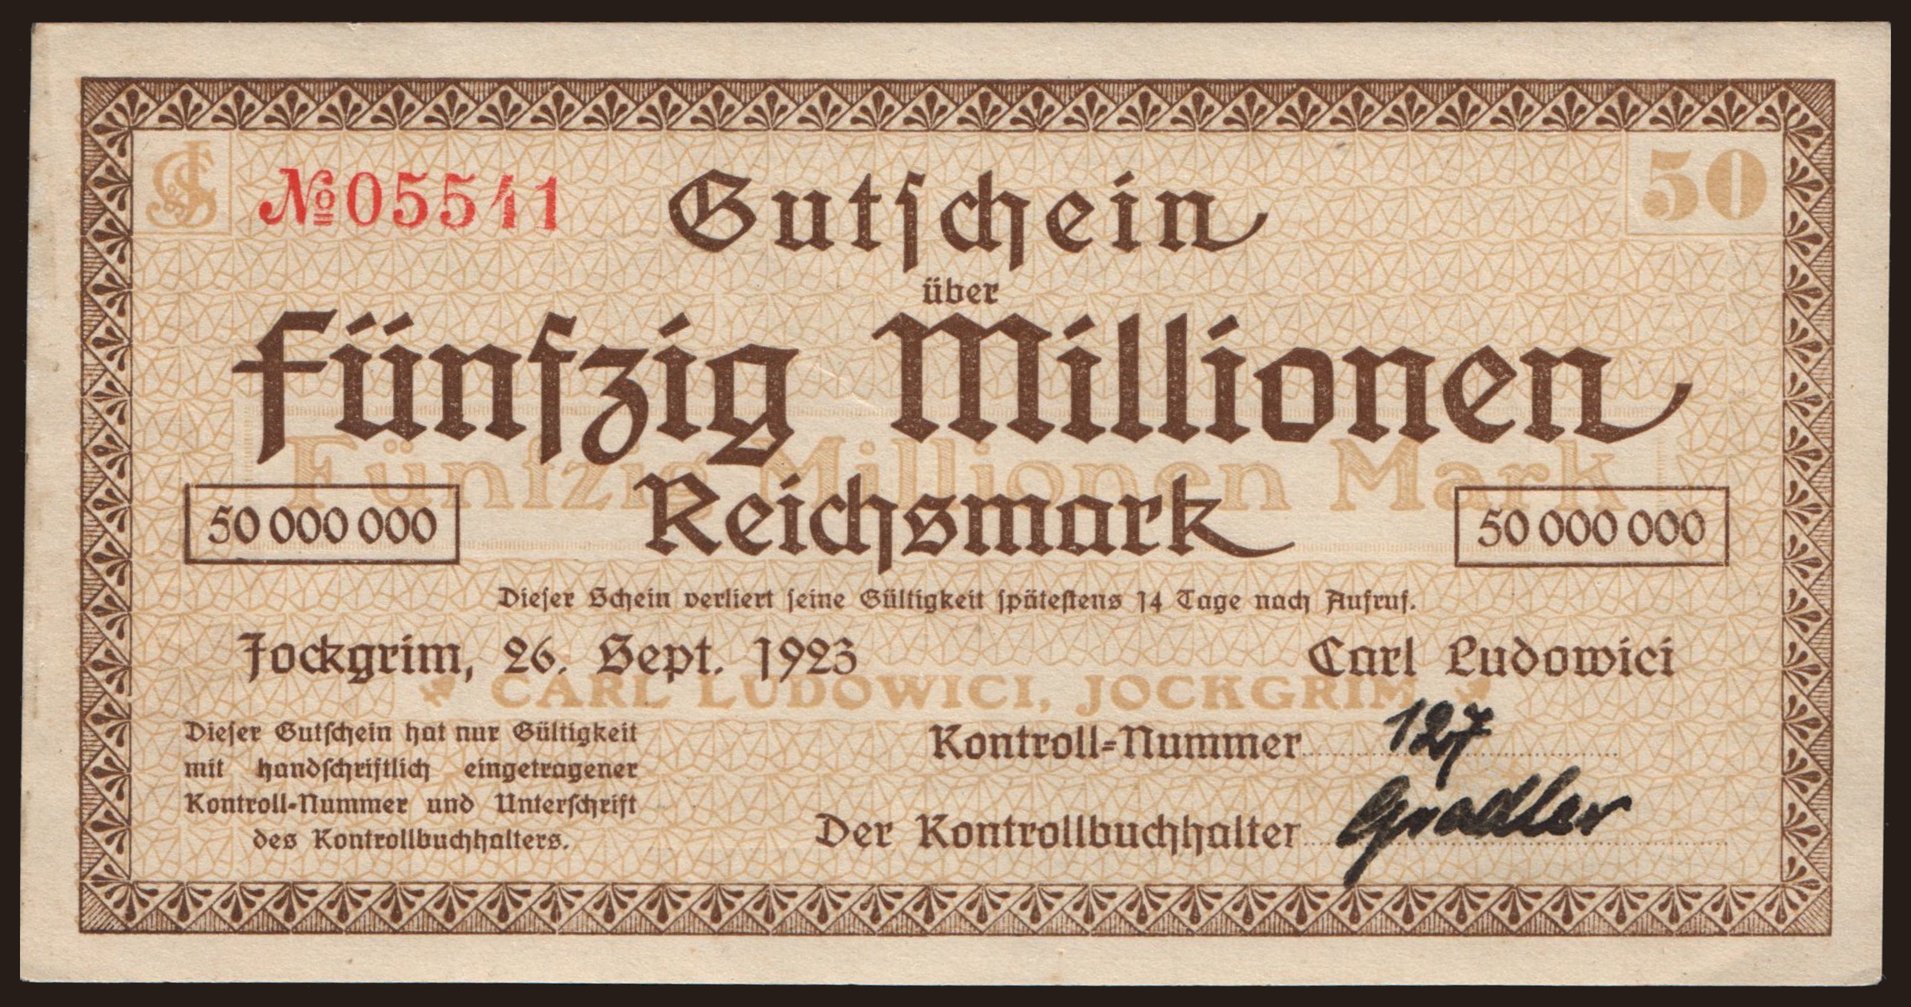 № 05541
Gutschein
50
über
Fünfzig Millionen
Fünfzig Millionen Mark
Reichsmark
50 000 000
50 000 000
Dieser Schein verliert seine Gültigkeit spätestens 14 Tage nach Aufruf.
Jockgrim, 26. Sept. 1923
Carl Ludowici
CARL LUDOWICI, JOCKGRIM
Dieser Gutschein hat nur Gültigkeit
mit handschriftlich eingetragener
Kontroll-Nummer und Unterschrift
des Kontrollbuchhalters.
Kontroll-Nummer 127
Der Kontrollbuchhalter